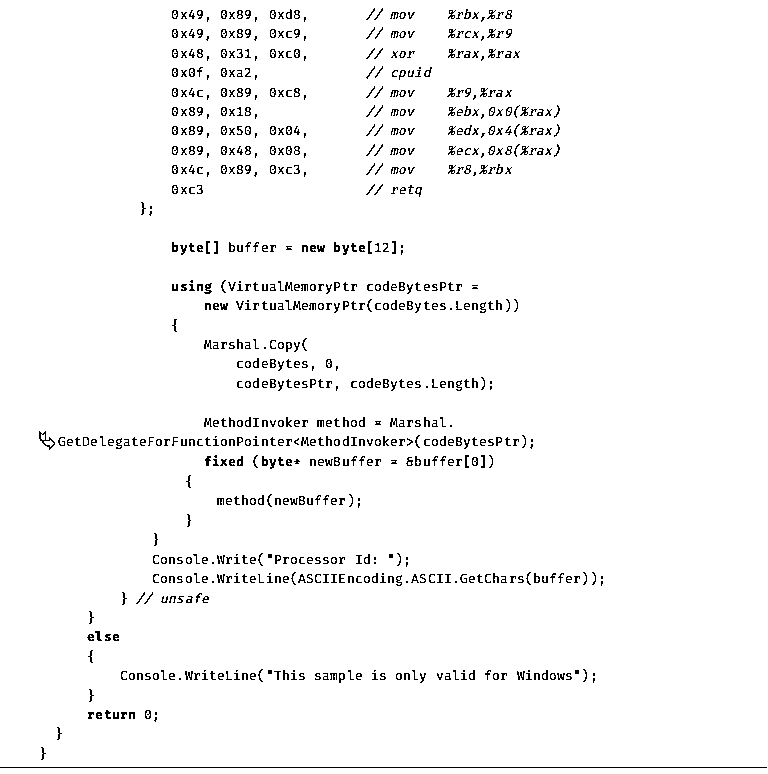 0x49, 0x89, 0xd8,       // mov    %rbx,%r8
0x49, 0x89, 0xc9,       // mov    %rcx,%r9
0x48, 0x31, 0xc0,       // xor    %rax,%rax
0x0f, 0xa2,             // cpuid
0x4c, 0x89, 0xc8,       // mov    %r9,%rax
0x89, 0x18,             // mov    %ebx,0x0(%rax)
0x89, 0x50, 0x04,       // mov    %edx,0x4(%rax)
0x89, 0x48, 0x08,       // mov    %ecx,0x8(%rax)
0x4c, 0x89, 0xc3,       // mov    %r8,%rbx
0xc3                    // retq
};
byte[] buffer = new byte[12];
using (VirtualMemoryPtr codeBytesPtr =
new VirtualMemoryPtr(codeBytes.Length))
{
Marshal.Copy(
codeBytes, 0,
codeBytesPtr, codeBytes.Length);
MethodInvoker method = Marshal.
GetDelegateForFunctionPointer<MethodInvoker>(codeBytesPtr);
fixed (byte* newBuffer = &buffer[0])
{
method(newBuffer);
}
}
Console.Write("Processor Id: ");
Console.WriteLine(ASCIIEncoding.ASCII.GetChars(buffer));
} // unsafe
}
else
{
Console.WriteLine("This sample is only valid for Windows");
}
return 0;
}
}